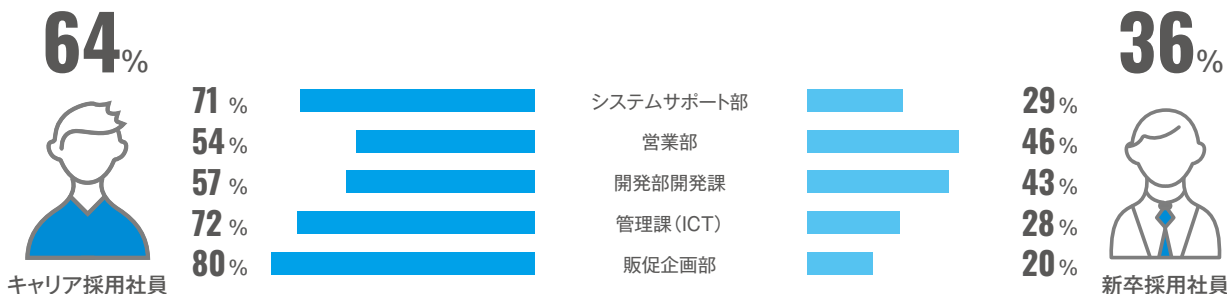 64%
36%
71% システムサポート部 29%
54% 営業部 46%
57% 開発部開発課 43%
72% 管理課(ICT) 28%
80% 販促企画部 20%
キャリア採用社員
新卒採用社員